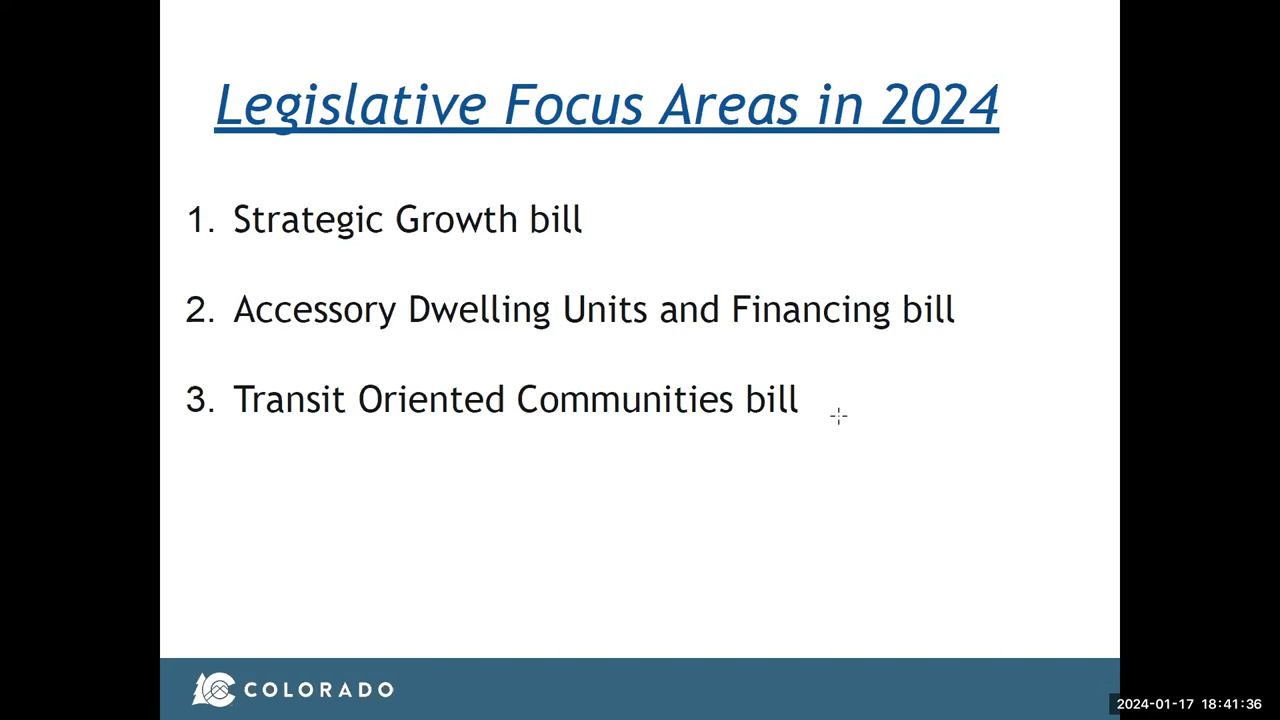 Legislative Focus Areas in 2024
1. Strategic Growth bill
2. Accessory Dwelling Units and Financing bill
3. Transit Oriented Communities bill
COLORADO
2024-01-17 18:41:36